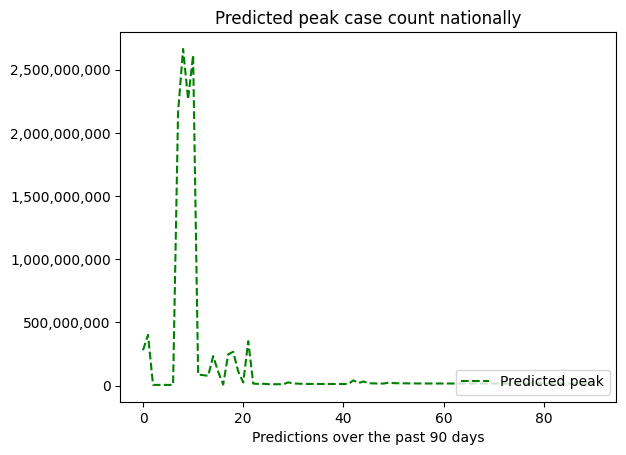 Predicted peak case count nationally
2,500,000,000
2,000,000,000
1,500,000,000
1,000,000,000
500,000,000
0
Predicted peak
0 20 40 60 80
Predictions over the past 90 days